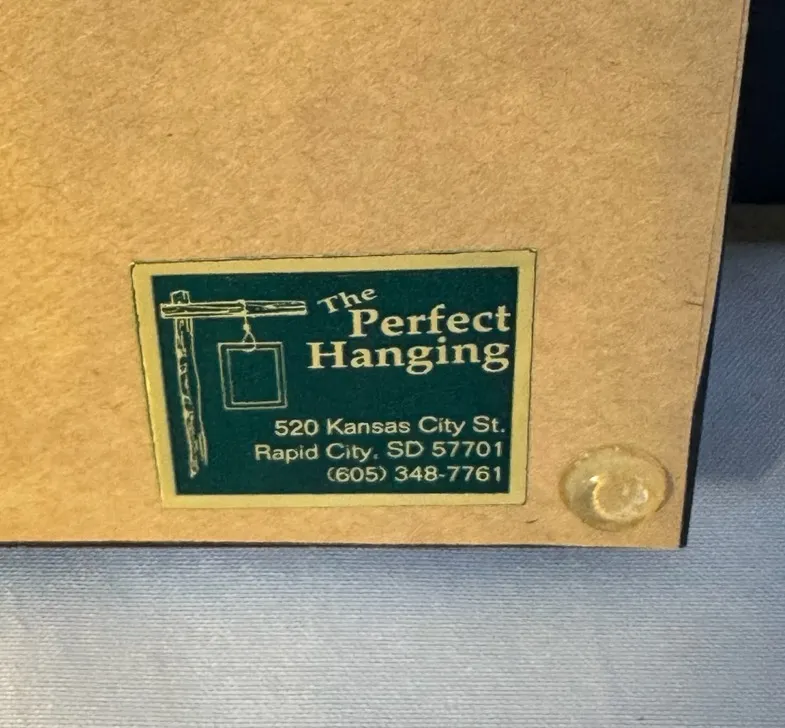 The
Perfect
Hanging
520 Kansas City St.
Rapid City, SD 57701
(605) 348-7761